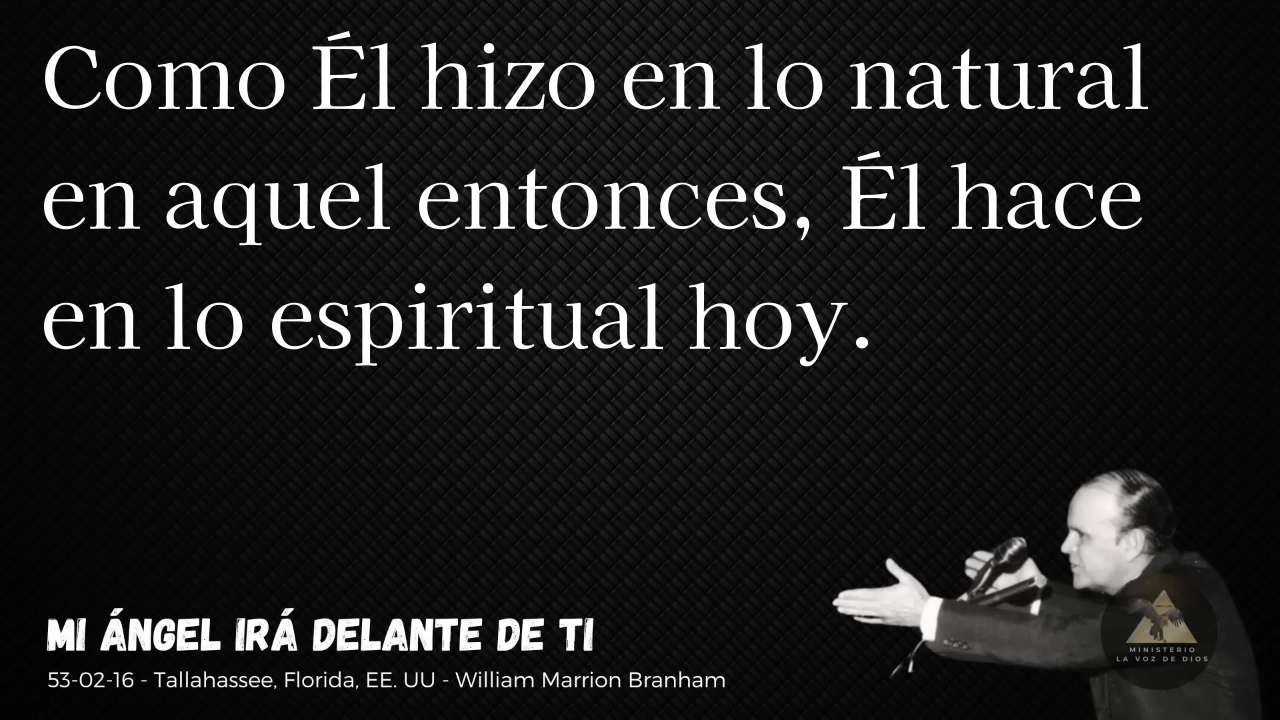 Como Él hizo en lo natural
en aquel entonces, Él hace
en lo espiritual hoy.
MI ÁNGEL IRÁ DELANTE DE TI
53-02-16 - Tallahassee, Florida, EE. UU - William Marrion Branham
MINISTERIO
LA VOZ DE DIOS